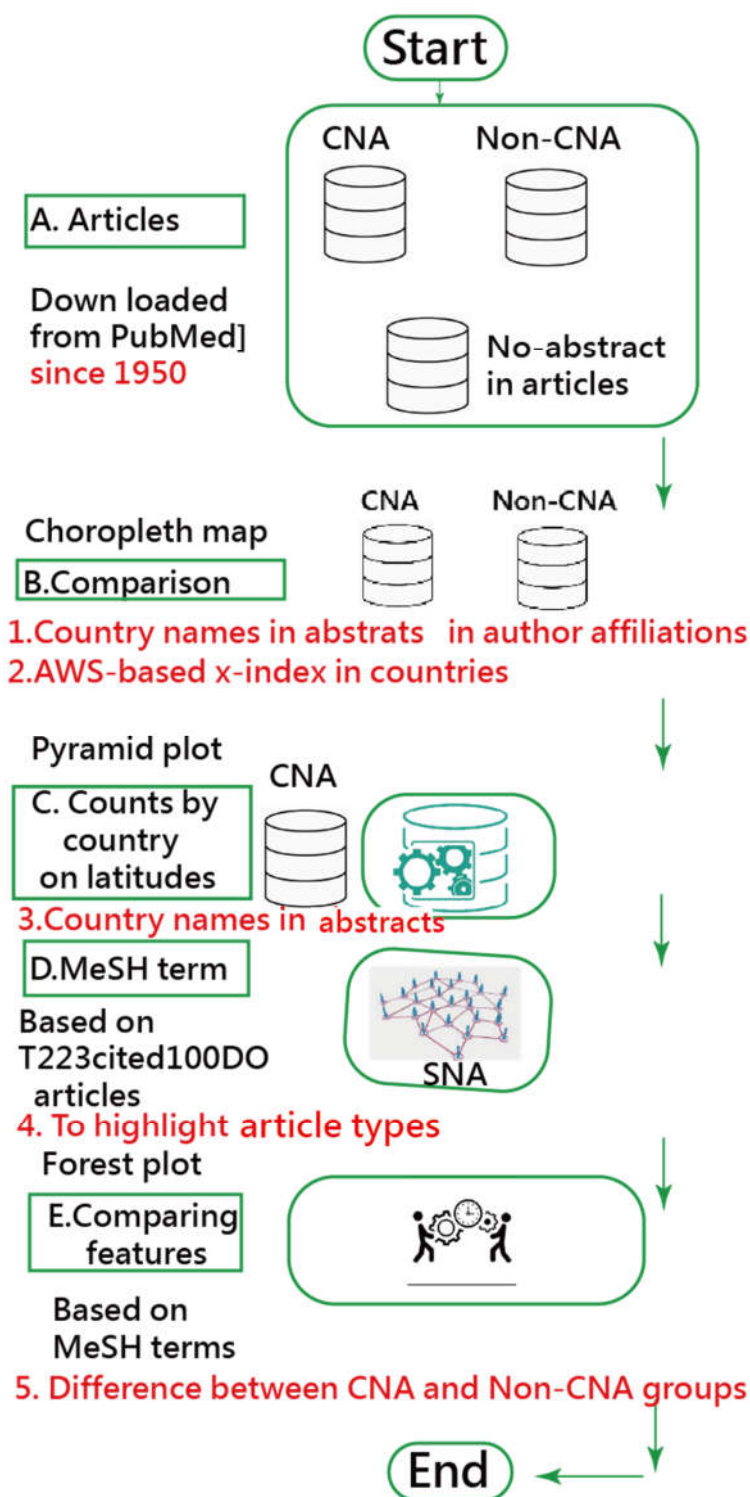 Start
CNA Non-CNA
A. Articles
Down loaded
from PubMed]
since 1950
No-abstract
in articles
CNA Non-CNA
Choropleth map
B.Comparison
1.Country names in abstrats in author affiliations
2.AWS-based x-index in countries
Pyramid plot
CNA
C. Counts by
country
on latitudes
3.Country names in abstracts
D.MeSH term
Based on
T223cited100DO
articles
SNA
4. To highlight article types
Forest plot
E.Comparing
features
Based on
MeSH terms
5. Difference between CNA and Non-CNA groups
End